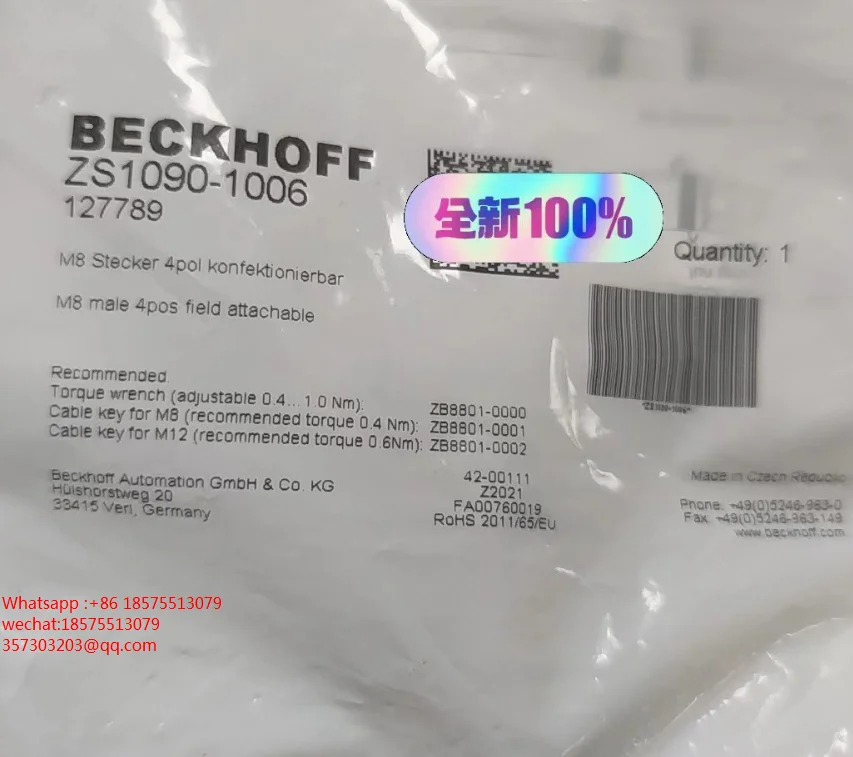 BECKHOFF
ZS1090-1006
127789
全新100%
Quantity: 1
M8 Stecker 4pol konfektionierbar
M8 male 4pos field attachable
Recommended.
Torque wrench (adjustable 0.4... 1.0 Nm): ZB8801-0000
Cable key for M8 (recommended torque 0.4 Nm): ZB8801-0001
Cable key for M12 (recommended torque 0.6Nm): ZB8801-0002
Beckhoff Automation GmbH & Co. KG
Hülshorstweg 20
33415 Verl, Germany
42-00111
Z2021
FA00760019
RoHS 2011/65/EU
Made in Czech Republic
Phone: +49(0)5246-963-0
Fax: +49(0)5246-963-149
www.beckhoff.com
Whatsapp :+86 18575513079
wechat:18575513079
357303203@qq.com